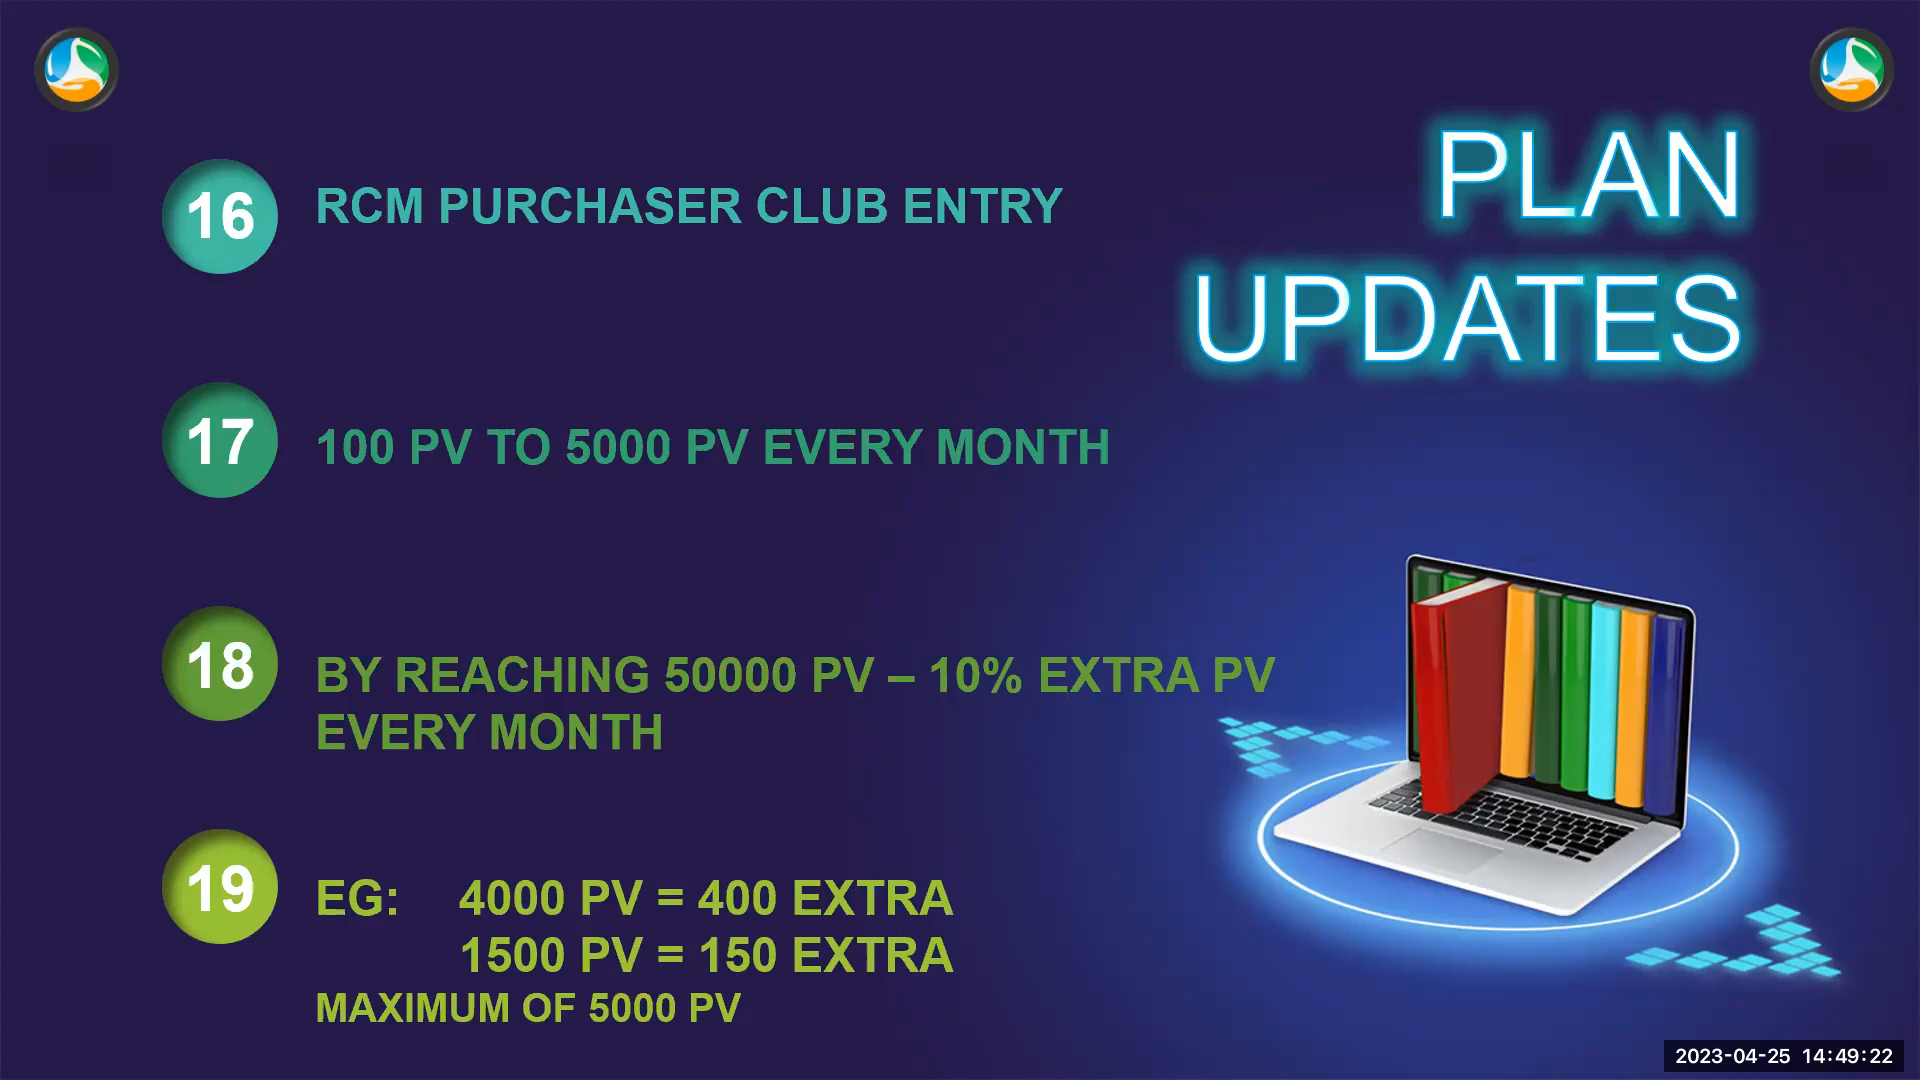 PLAN
UPDATES
16
RCM PURCHASER CLUB ENTRY
17
100 PV TO 5000 PV EVERY MONTH
18
BY REACHING 50000 PV – 10% EXTRA PV
EVERY MONTH
19
EG: 4000 PV = 400 EXTRA
1500 PV = 150 EXTRA
MAXIMUM OF 5000 PV
2023-04-25 14:49:22